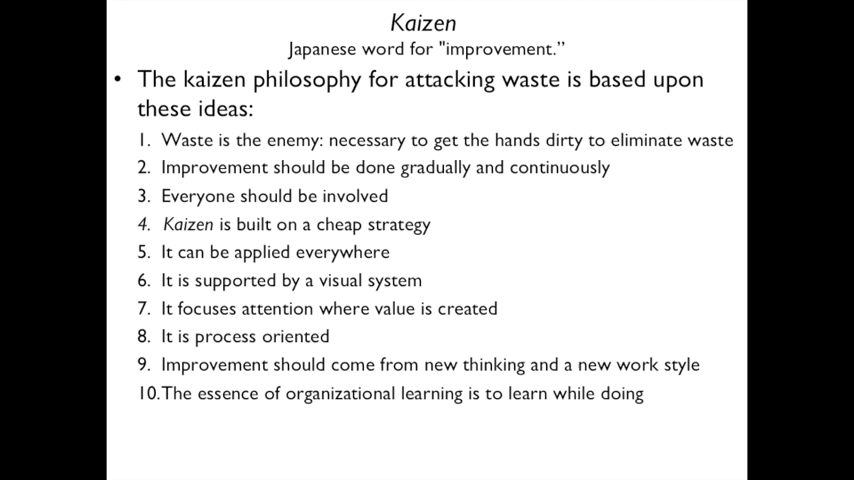 Kaizen
Japanese word for "improvement.”
• The kaizen philosophy for attacking waste is based upon
these ideas:
1. Waste is the enemy: necessary to get the hands dirty to eliminate waste
2. Improvement should be done gradually and continuously
3. Everyone should be involved
4. Kaizen is built on a cheap strategy
5. It can be applied everywhere
6. It is supported by a visual system
7. It focuses attention where value is created
8. It is process oriented
9. Improvement should come from new thinking and a new work style
10.The essence of organizational learning is to learn while doing